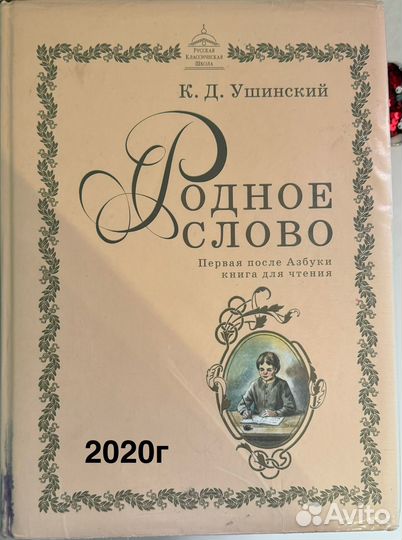 Русская
Классическая
Школа
К. Д. Ушинский
Родное
слово
Первая после Азбуки
книга для чтения
2020г
Avito